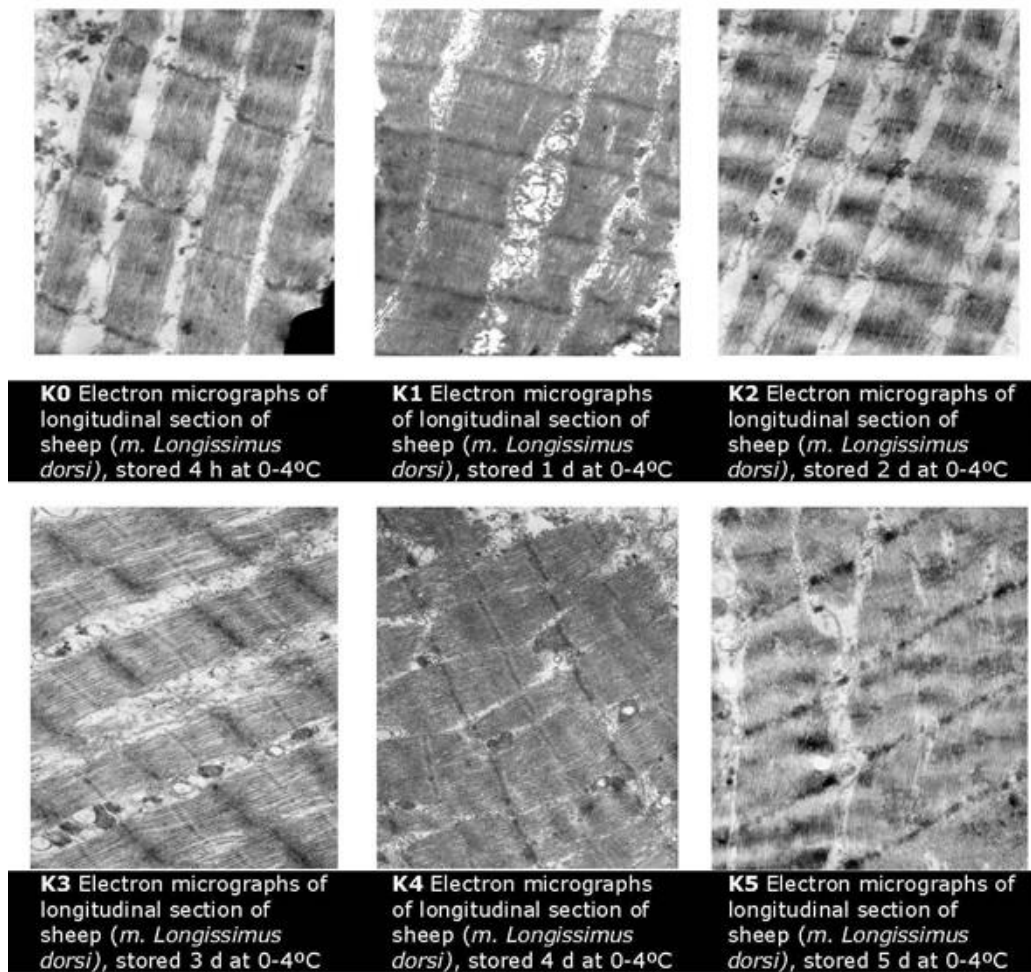 K0 Electron micrographs of
longitudinal section of
sheep (m. Longissimus
dorsi), stored 4 h at 0-4ºC
K1 Electron micrographs
of longitudinal section of
sheep (m. Longissimus
dorsi), stored 1 d at 0-4ºC
K2 Electron micrographs of
longitudinal section of
sheep (m. Longissimus
dorsi), stored 2 d at 0-4ºC
K3 Electron micrographs of
longitudinal section of
sheep (m. Longissimus
dorsi), stored 3 d at 0-4ºC
K4 Electron micrographs
of longitudinal section of
sheep (m. Longissimus
dorsi), stored 4 d at 0-4ºC
K5 Electron micrographs of
longitudinal section of
sheep (m. Longissimus
dorsi), stored 5 d at 0-4ºC